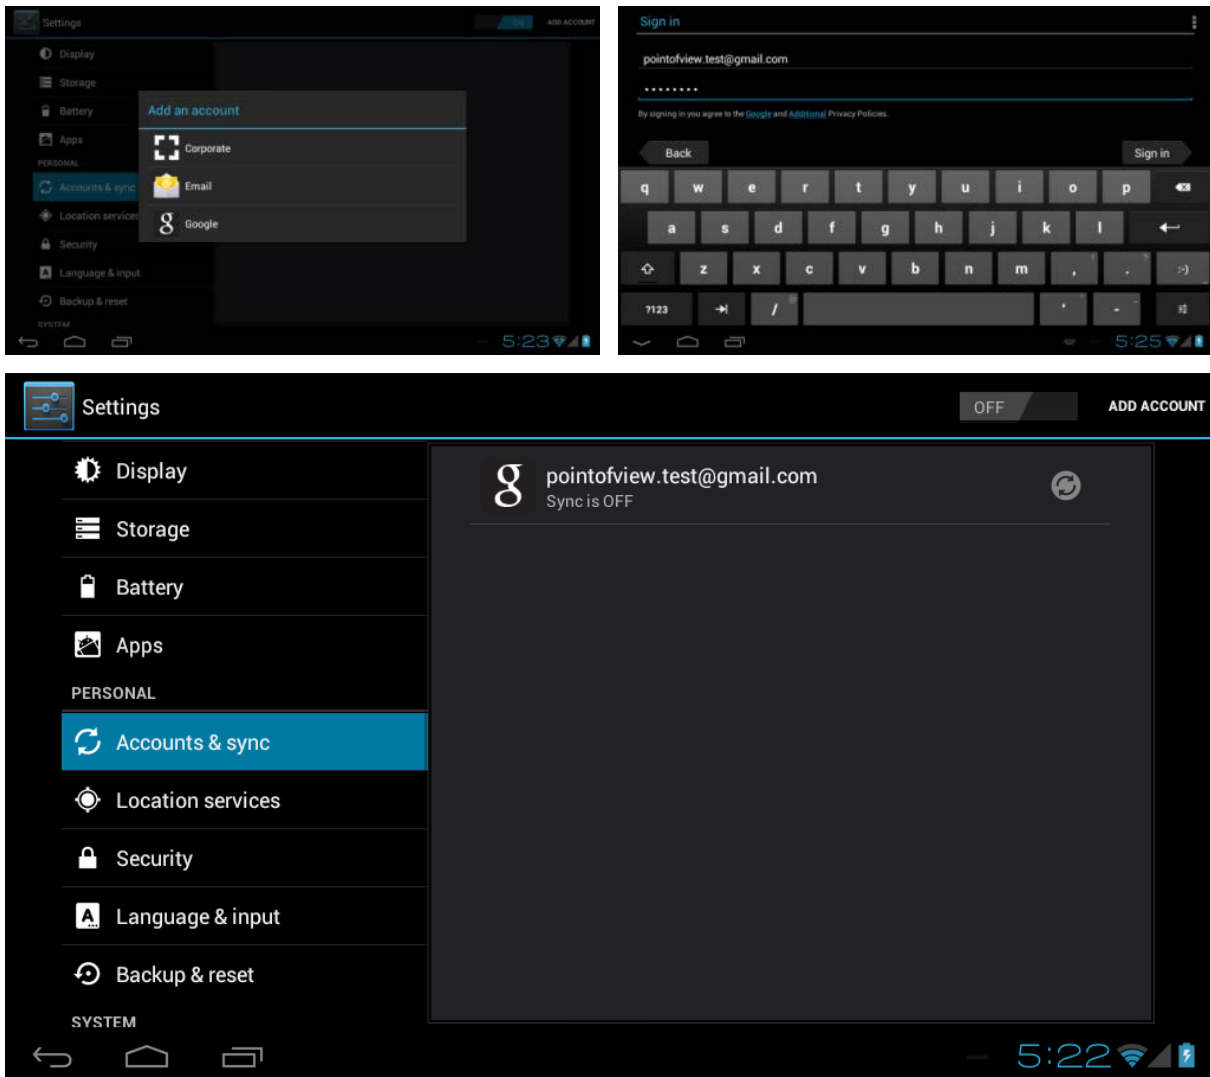 Settings
ON
ADD ACCOUNT
Display
Storage
Battery
Apps
PERSONAL
Accounts & sync
Location services
Security
Language & input
Backup & reset
SYSTEM
Add an account
Corporate
Email
Google
5:23
Sign in
pointofview.test@gmail.com
By signing in you agree to the Google and Additional Privacy Policies.
Back
Sign in
q w e r t y u i o p
a s d f g h j k l
z x c v b n m , ! . ? :-)
?123 / @ ' " - _
5:25
Settings
OFF
ADD ACCOUNT
Display
pointofview.test@gmail.com
Sync is OFF
Storage
Battery
Apps
PERSONAL
Accounts & sync
Location services
Security
Language & input
Backup & reset
SYSTEM
5:22